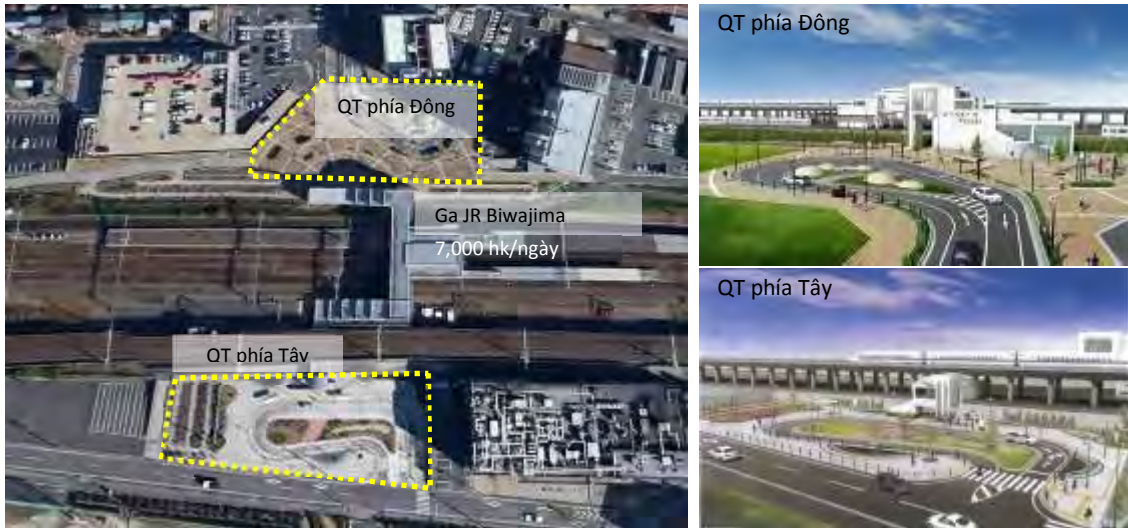 QT phía Đông
Ga JR Biwajima
7,000 hk/ngày
QT phía Tây
QT phía Đông
QT phía Tây